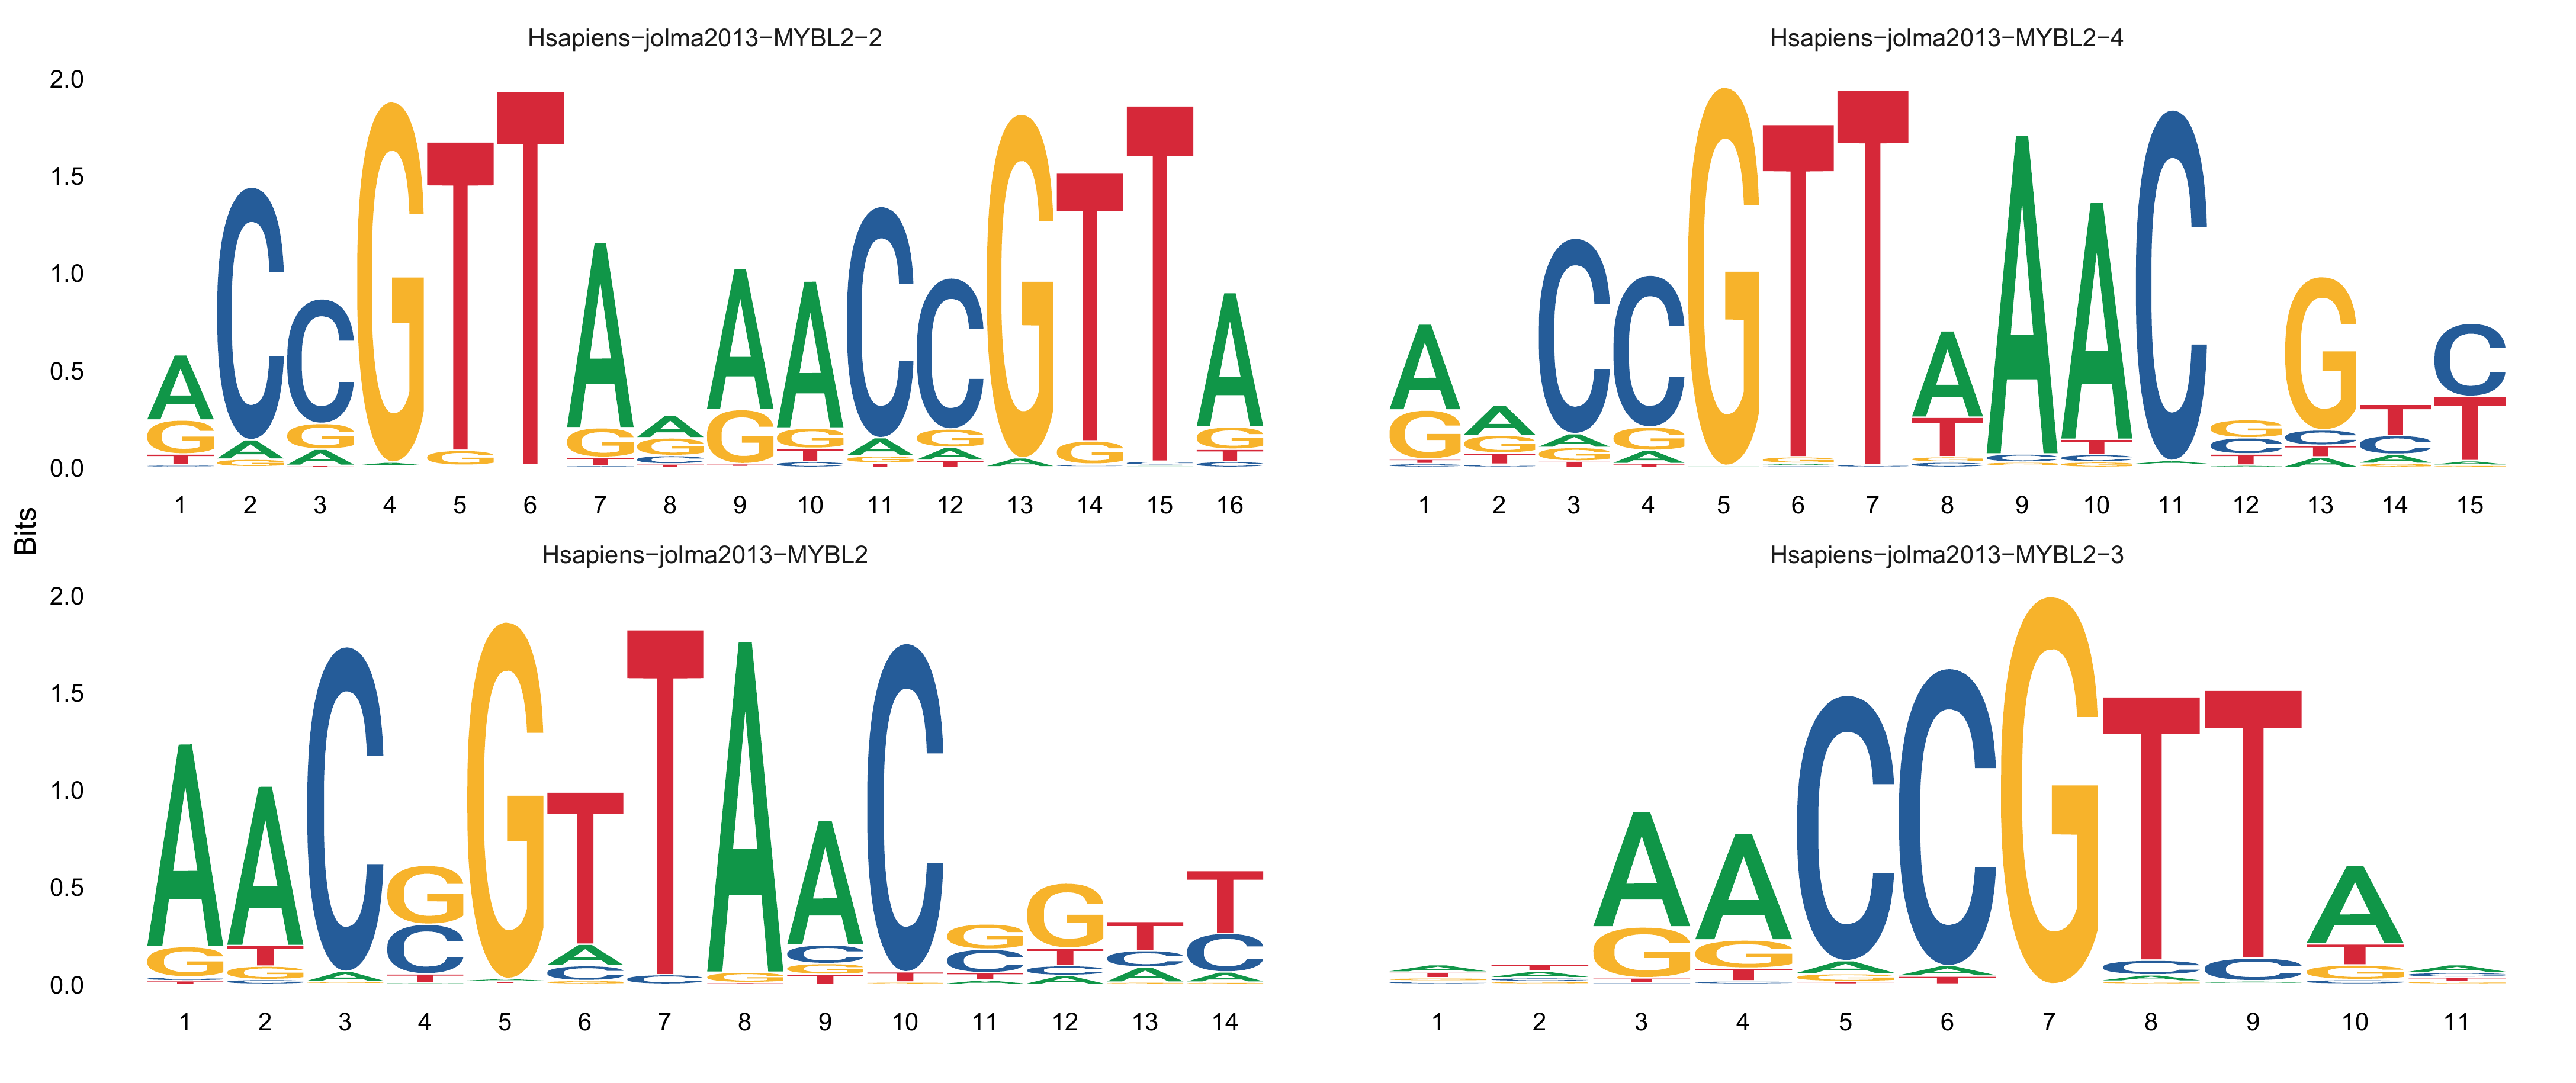 Hsapiens−jolma2013−MYBL2−2
Hsapiens−jolma2013−MYBL2−4
2.0
1.5
1.0
0.5
0.0
1 2 3 4 5 6 7 8 9 10 11 12 13 14 15 16
1 2 3 4 5 6 7 8 9 10 11 12 13 14 15
Bits
Hsapiens−jolma2013−MYBL2
Hsapiens−jolma2013−MYBL2−3
2.0
1.5
1.0
0.5
0.0
1 2 3 4 5 6 7 8 9 10 11 12 13 14
1 2 3 4 5 6 7 8 9 10 11